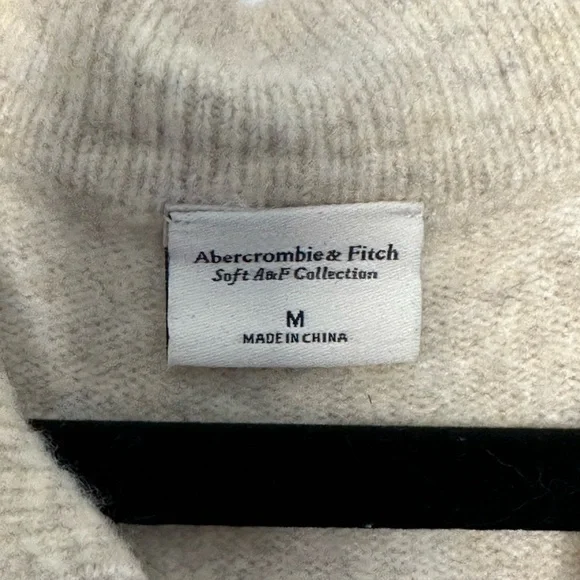 Abercrombie & Fitch
Soft A&F Collection
M
MADE IN CHINA